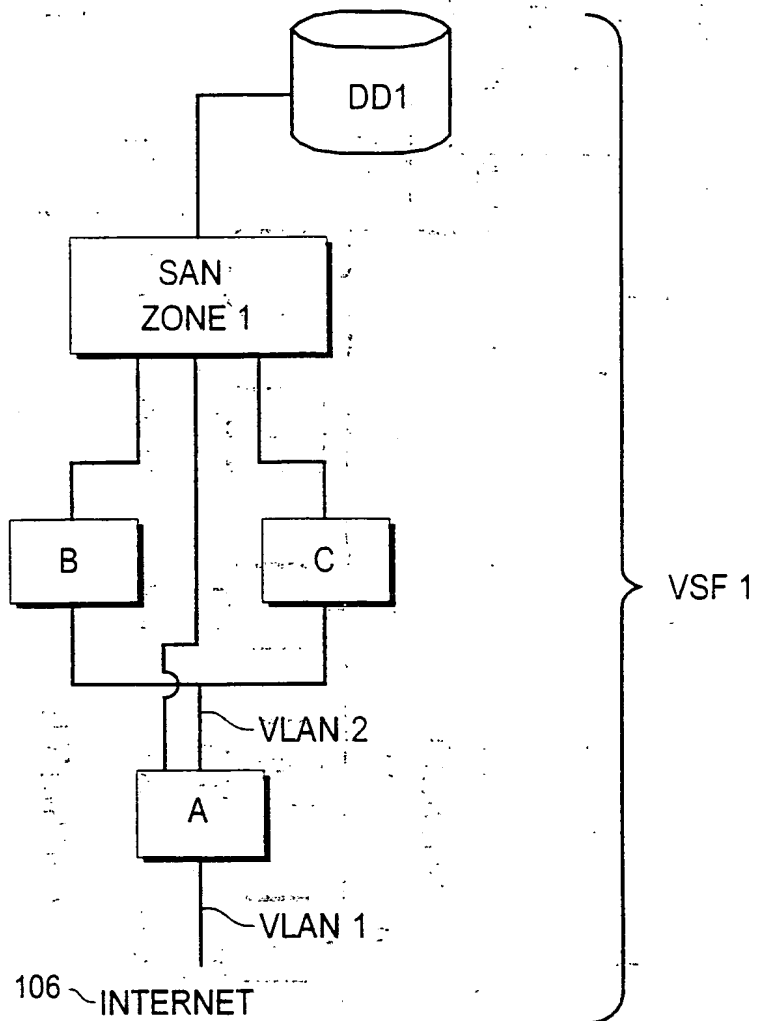 DD1
SAN
ZONE 1
B
C
VSF 1
VLAN 2
A
VLAN 1
106
INTERNET